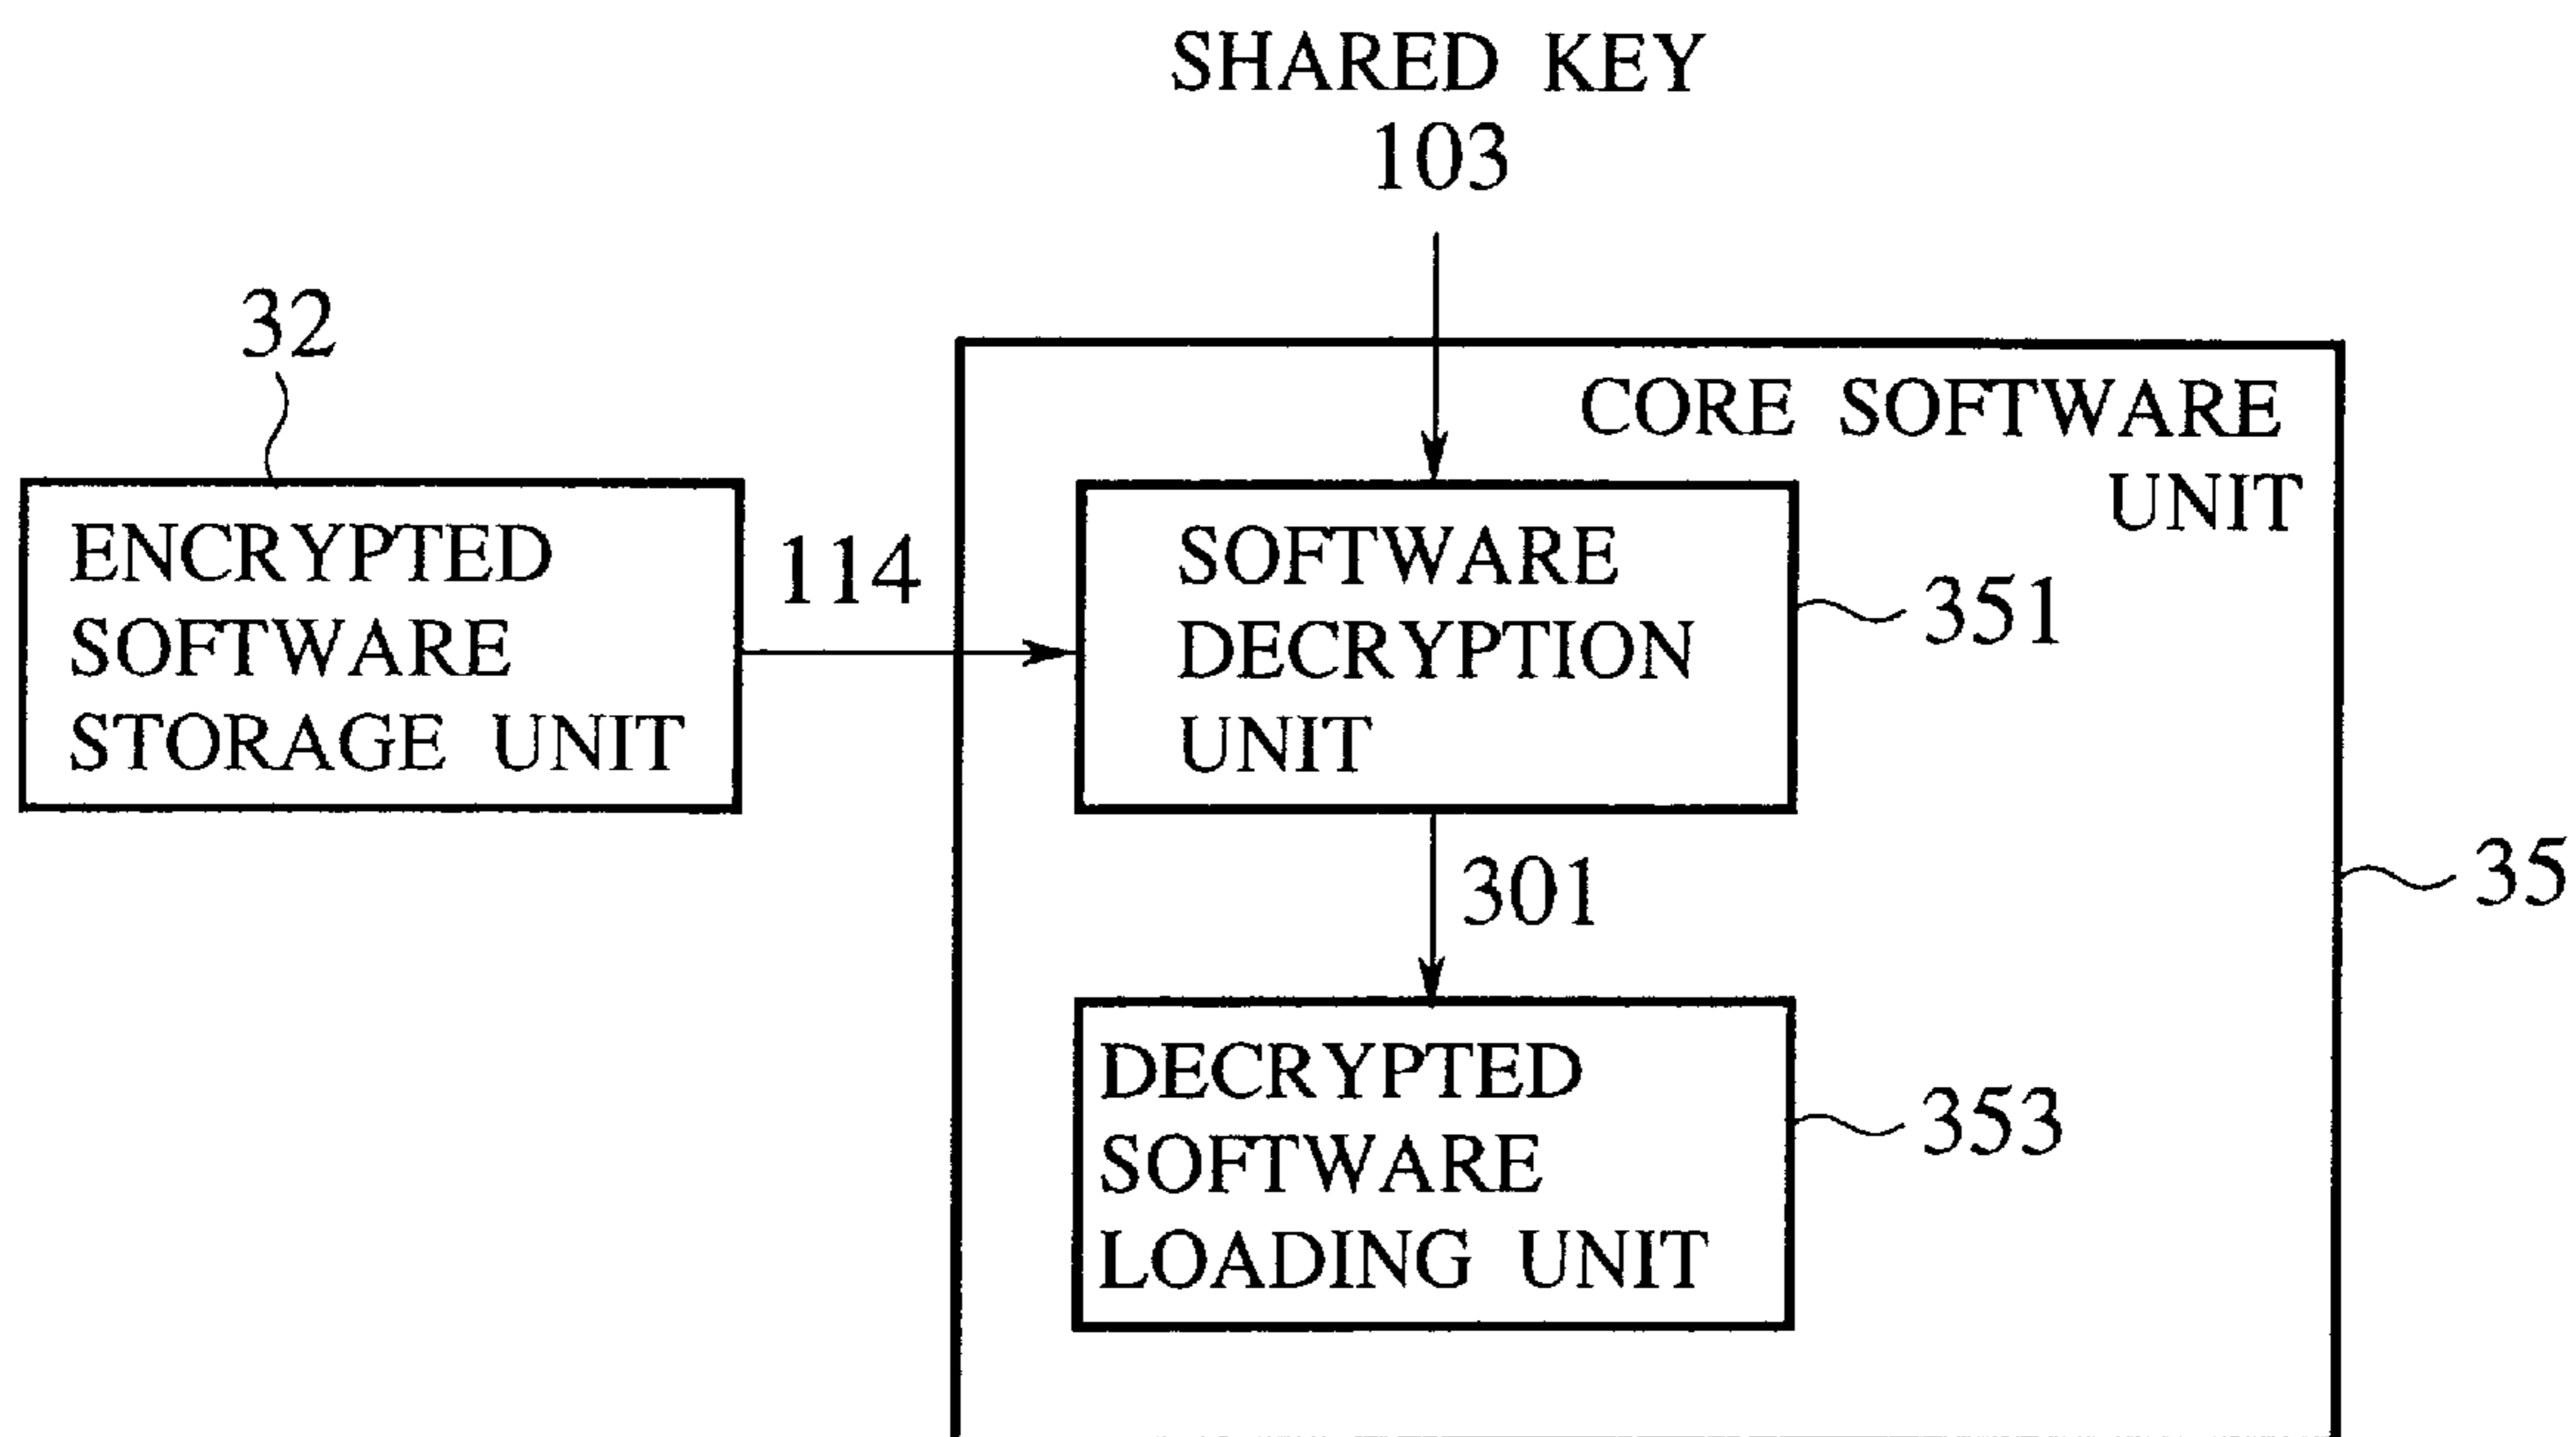 SHARED KEY
103
32
CORE SOFTWARE
UNIT
ENCRYPTED
SOFTWARE
STORAGE UNIT
114
SOFTWARE
DECRYPTION
UNIT
351
301
35
DECRYPTED
SOFTWARE
LOADING UNIT
353